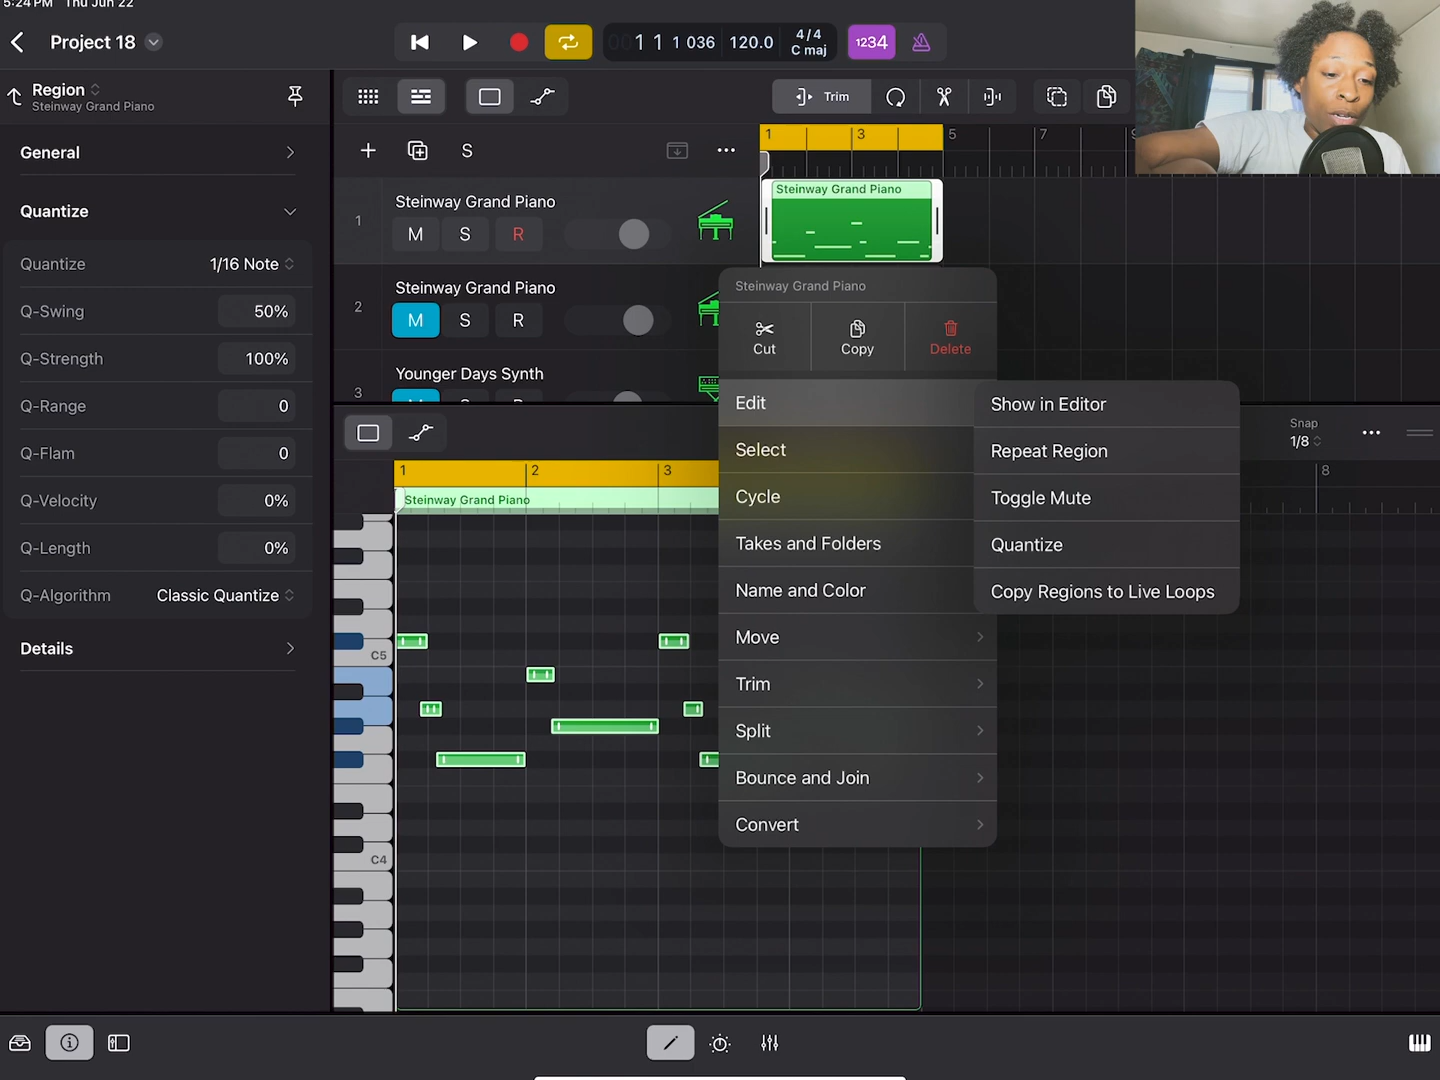 5:24 PM Thu Jun 22
Project 18
001 1 1 036
120.0
4/4
C maj
1234
Region
Steinway Grand Piano
Trim
General
S
1
3
5
7
Steinway Grand Piano
1
Steinway Grand Piano
M
S
R
Quantize
Quantize
1/16 Note
Q-Swing
50%
Q-Strength
100%
Q-Range
0
Q-Flam
0
Q-Velocity
0%
Q-Length
0%
Q-Algorithm
Classic Quantize
Details
2
Steinway Grand Piano
M
S
R
3
Younger Days Synth
Steinway Grand Piano
Cut
Copy
Delete
Edit
Select
Cycle
Takes and Folders
Name and Color
Move
Trim
Split
Bounce and Join
Convert
Show in Editor
Repeat Region
Toggle Mute
Quantize
Copy Regions to Live Loops
Snap
1/8
1
2
3
8
Steinway Grand Piano
C5
C4